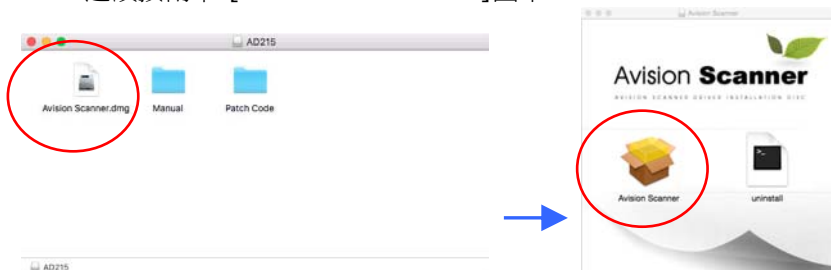 AD215
Avision Scanner.dmg
Manual
Patch Code
AD215
Avision Scanner
Avision Scanner
AVISION SCANNER DRIVER INSTALLATION DISC
Avision Scanner
uninstall